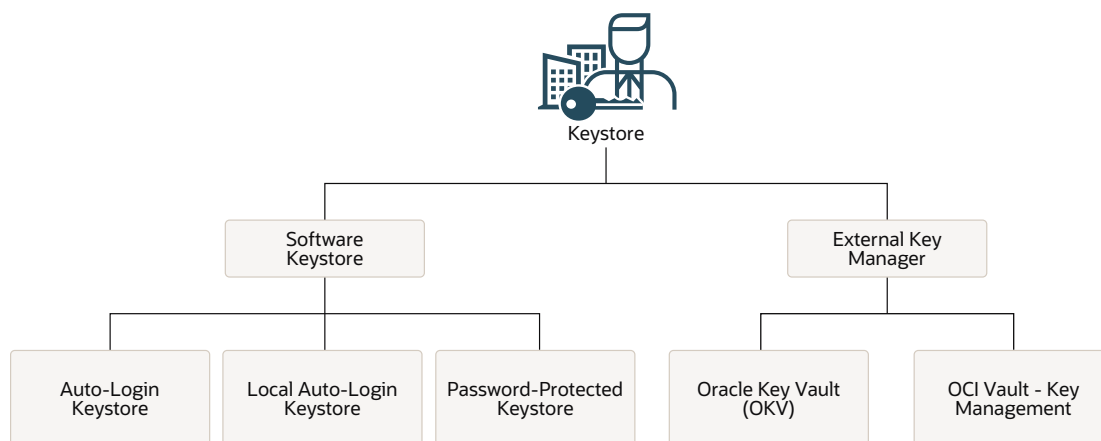 Keystore
Software
Keystore
External Key
Manager
Auto-Login
Keystore
Local Auto-Login
Keystore
Password-Protected
Keystore
Oracle Key Vault
(OKV)
OCI Vault - Key
Management